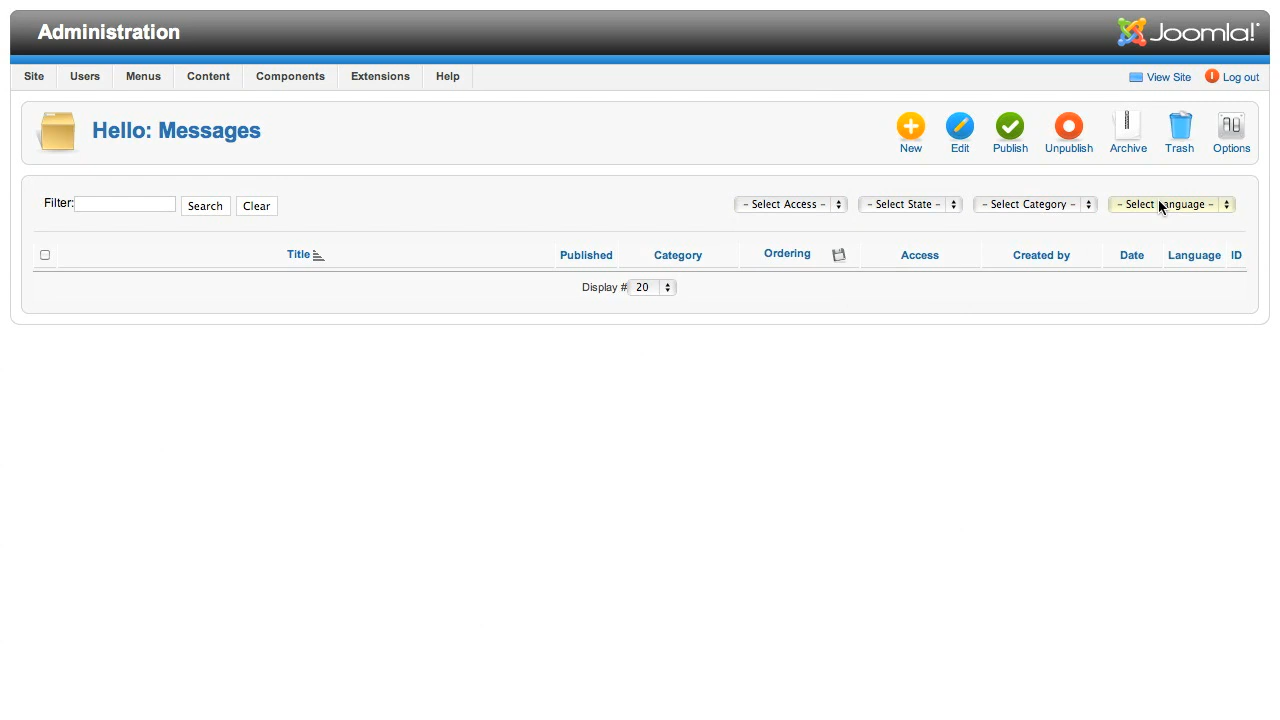 Administration
Joomla!
Site Users Menus Content Components Extensions Help View Site Log out
Hello: Messages
New Edit Publish Unpublish Archive Trash Options
Filter: Search Clear - Select Access - - Select State - - Select Category - - Select Language -
Title Published Category Ordering Access Created by Date Language ID
Display # 20